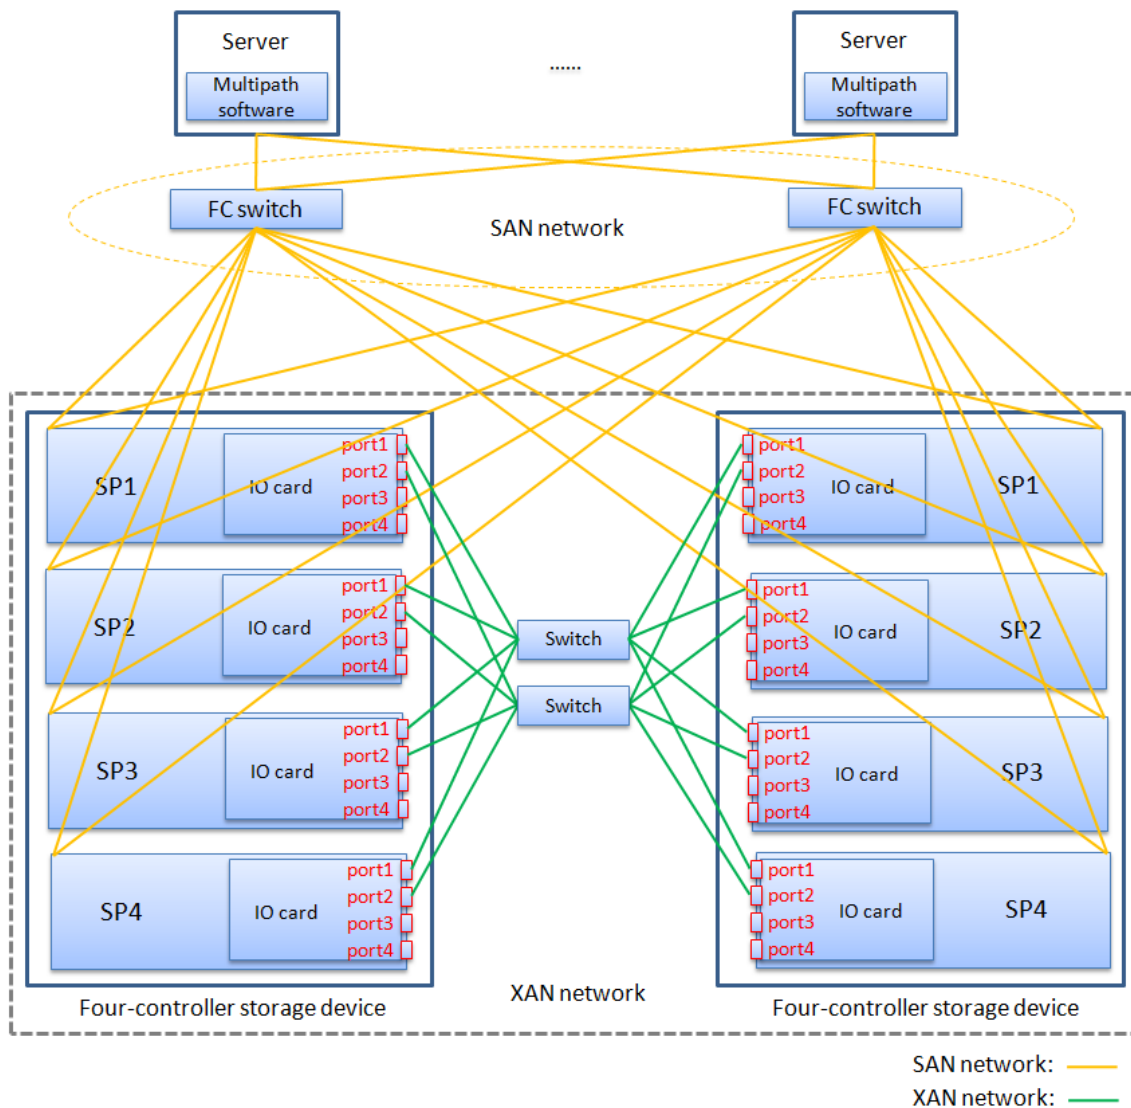 Server
Multipath
software
......
Server
Multipath
software
FC switch
SAN network
FC switch
SP1
IO card
port1
port2
port3
port4
port1
port2
port3
port4
IO card
SP1
SP2
IO card
port1
port2
port3
port4
port1
port2
port3
port4
IO card
SP2
Switch
Switch
SP3
IO card
port1
port2
port3
port4
port1
port2
port3
port4
IO card
SP3
SP4
IO card
port1
port2
port3
port4
port1
port2
port3
port4
IO card
SP4
Four-controller storage device
XAN network
Four-controller storage device
SAN network:
XAN network: